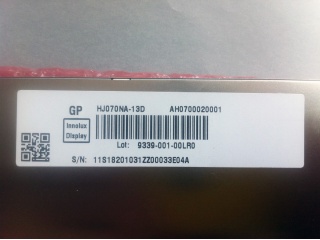 GP HJ070NA-13D AH0700020001
Innolux
Display
Lot: 9339-001-00LR0
S/N: 11S18201031ZZ00033E04A